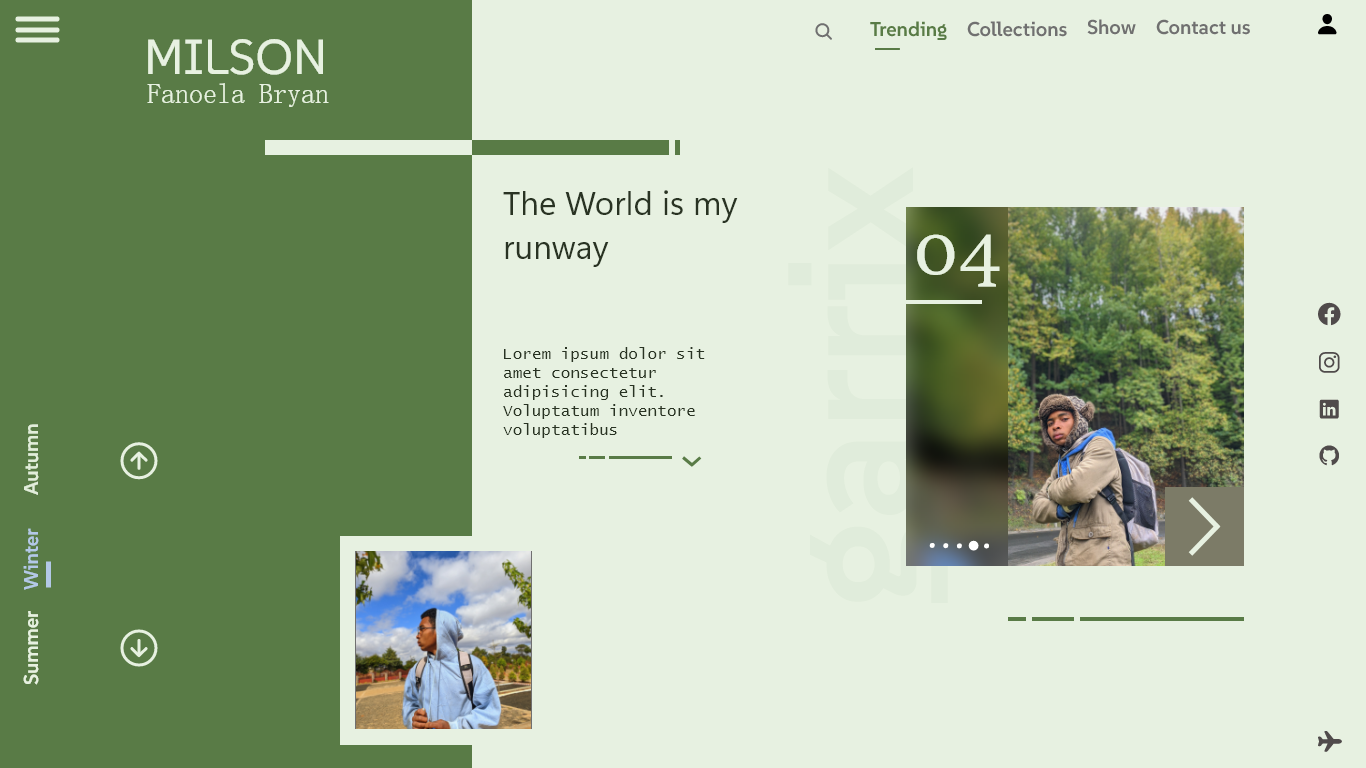 MILSON
Fanoela Bryan
Trending
Collections
Show
Contact us
The World is my
runway
Lorem ipsum dolor sit
amet consectetur
adipisicing elit.
Voluptatum inventore
voluptatibus
garrix
04
Autumn
Winter
Summer